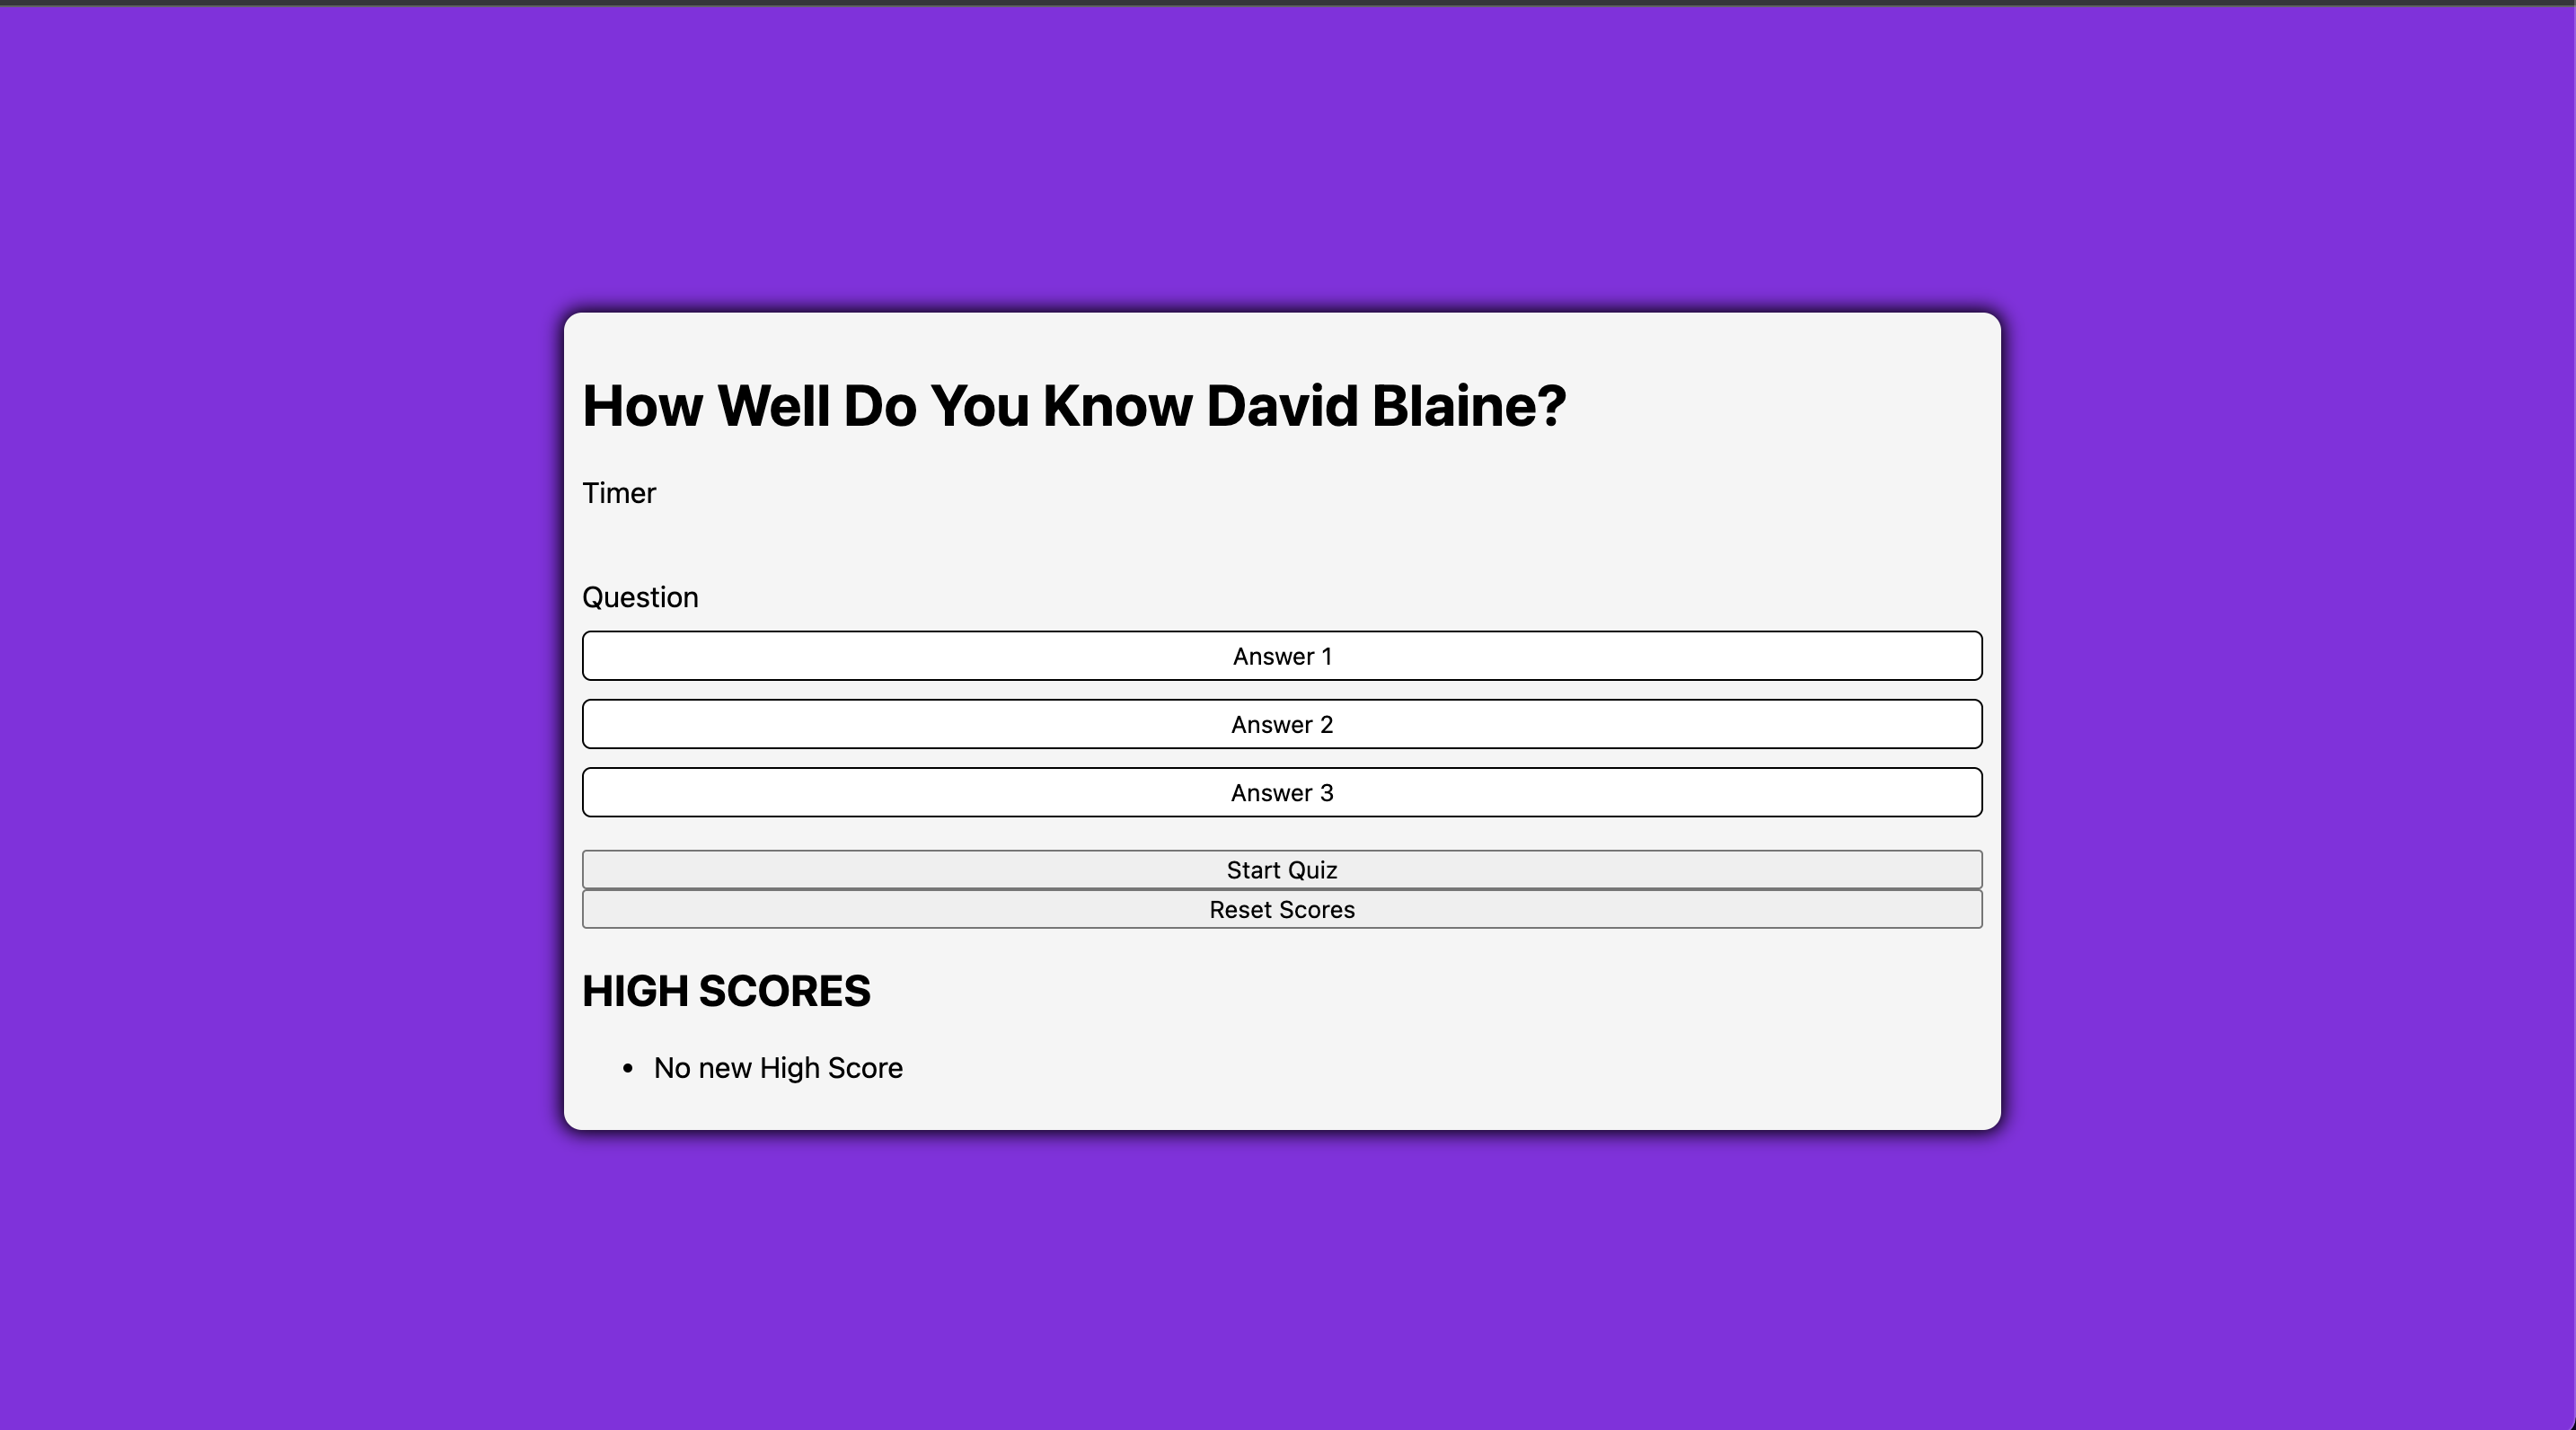 How Well Do You Know David Blaine?
Timer
Question
Answer 1
Answer 2
Answer 3
Start Quiz
Reset Scores
HIGH SCORES
• No new High Score